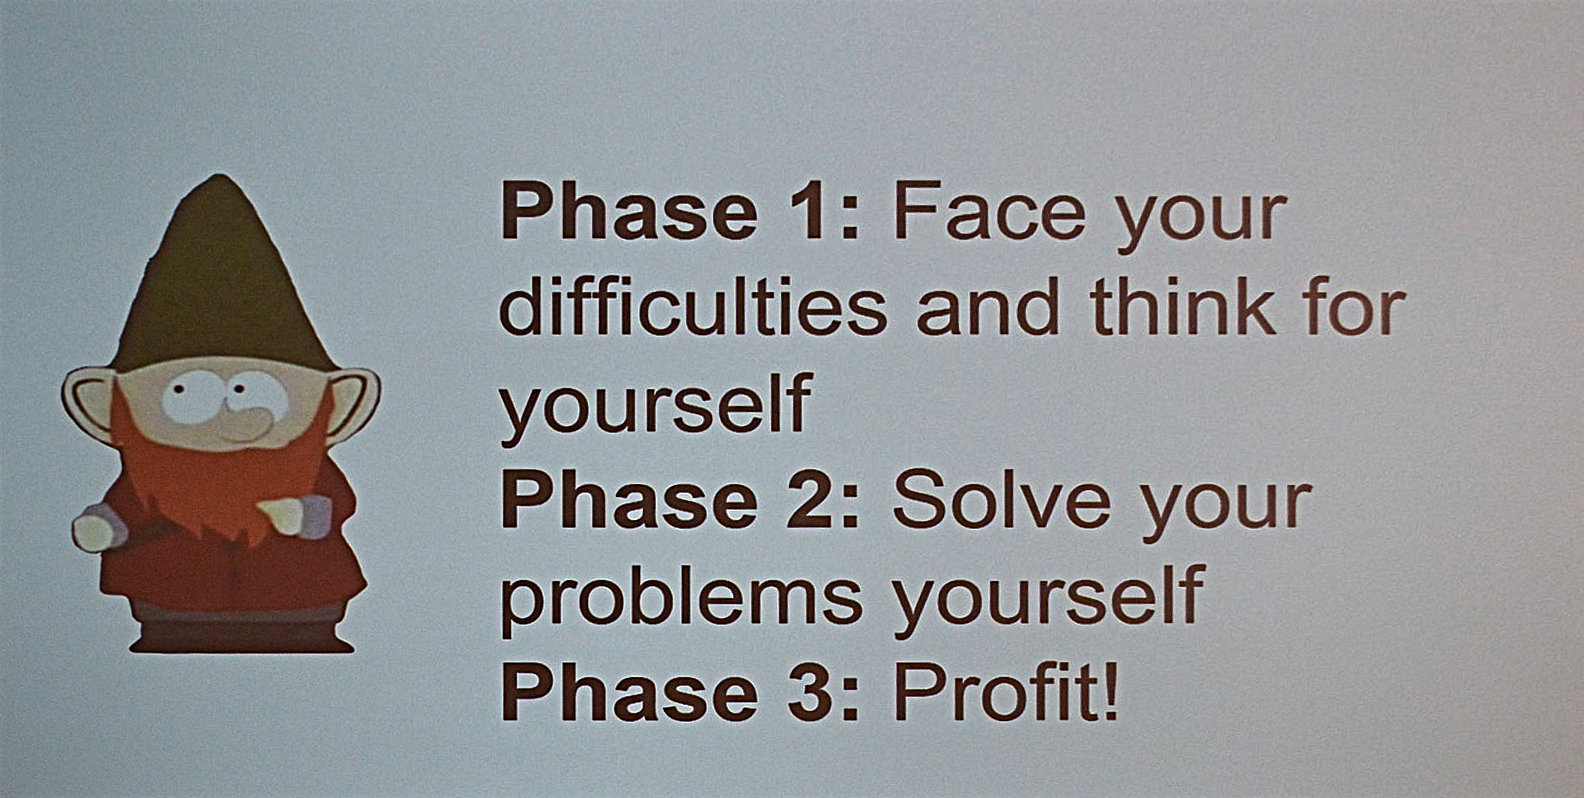 Phase 1: Face your
difficulties and think for
yourself
Phase 2: Solve your
problems yourself
Phase 3: Profit!